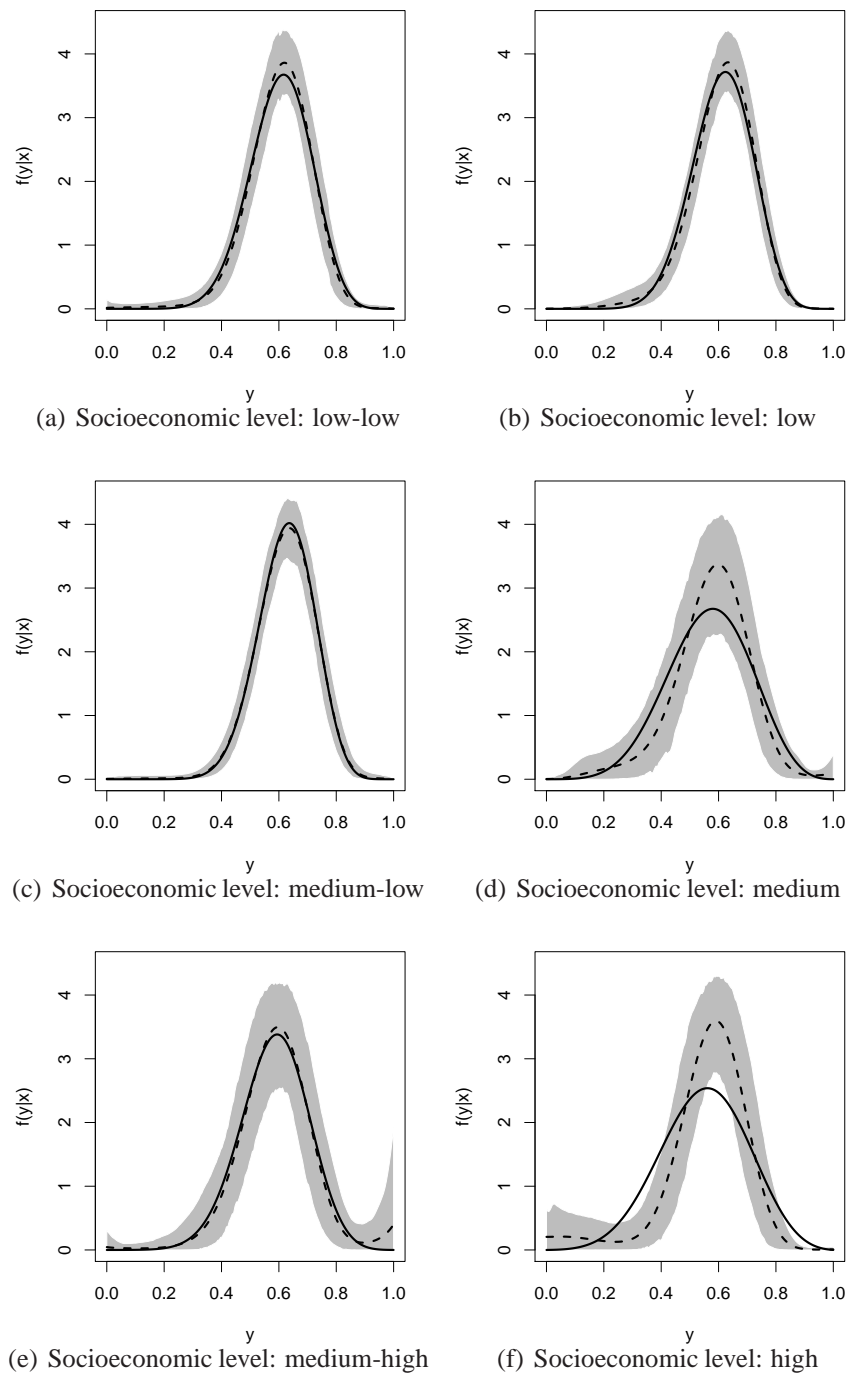 f(y|x)
4
3
2
1
0
0.0 0.2 0.4 0.6 0.8 1.0
y
(a) Socioeconomic level: low-low
f(y|x)
4
3
2
1
0
0.0 0.2 0.4 0.6 0.8 1.0
y
(b) Socioeconomic level: low
f(y|x)
4
3
2
1
0
0.0 0.2 0.4 0.6 0.8 1.0
y
(c) Socioeconomic level: medium-low
f(y|x)
4
3
2
1
0
0.0 0.2 0.4 0.6 0.8 1.0
y
(d) Socioeconomic level: medium
f(y|x)
4
3
2
1
0
0.0 0.2 0.4 0.6 0.8 1.0
y
(e) Socioeconomic level: medium-high
f(y|x)
4
3
2
1
0
0.0 0.2 0.4 0.6 0.8 1.0
y
(f) Socioeconomic level: high